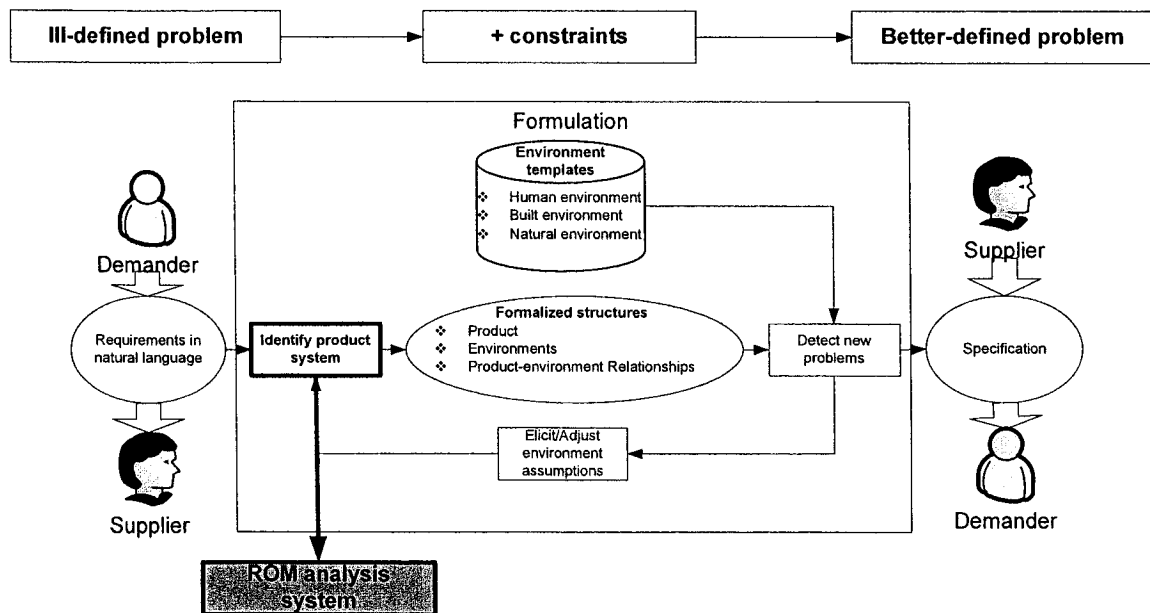 Ill-defined problem
+ constraints
Better-defined problem
Formulation
Environment
templates
❖ Human environment
❖ Built environment
❖ Natural environment
Demander
Supplier
Requirements in
natural language
Identify product
system
Formalized structures
❖ Product
❖ Environments
❖ Product-environment Relationships
Detect new
problems
Specification
Elicit/Adjust
environment
assumptions
Supplier
Demander
ROM analysis
system